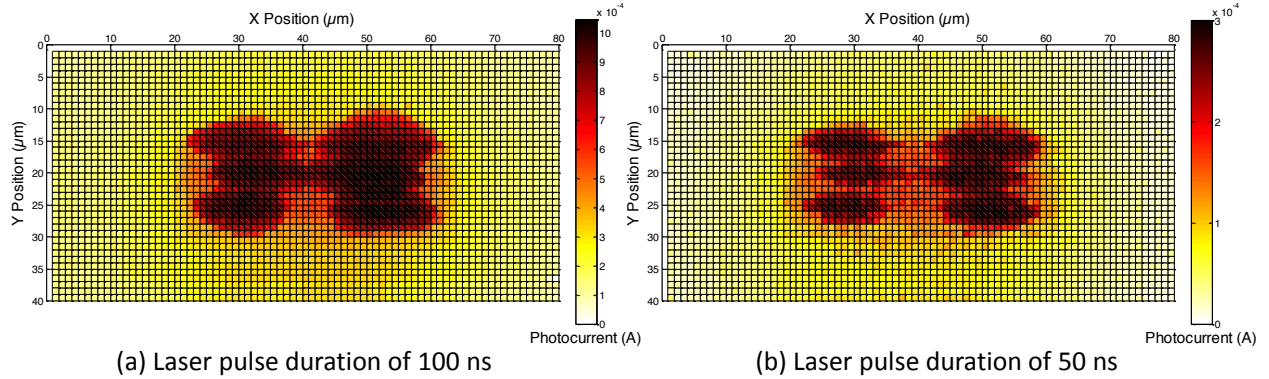 X Position (µm)
0 10 20 30 40 50 60 70 80
0
5
10
15
20
25
30
35
40
Y Position (µm)
x 10⁻⁴
10
9
8
7
6
5
4
3
2
1
0
Photocurrent (A)
(a) Laser pulse duration of 100 ns
X Position (µm)
0 10 20 30 40 50 60 70 80
0
5
10
15
20
25
30
35
40
Y Position (µm)
x 10⁻⁴
3
2
1
0
Photocurrent (A)
(b) Laser pulse duration of 50 ns